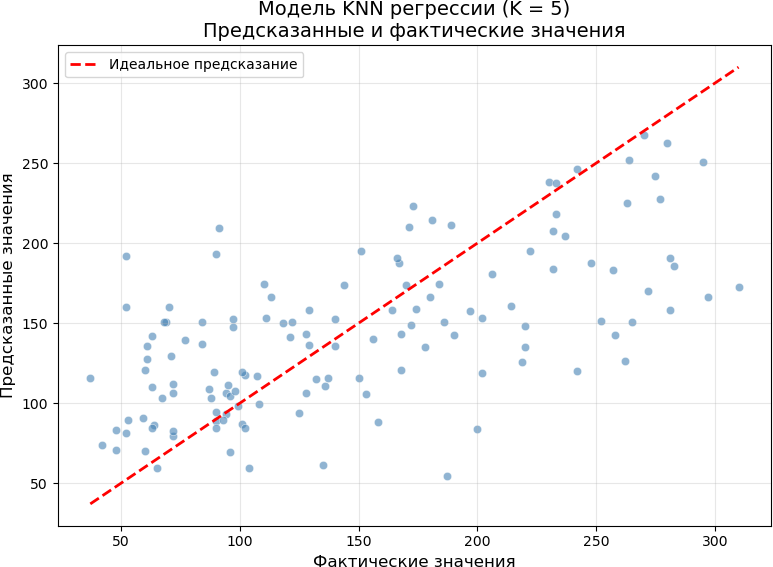 Модель KNN регрессии (K = 5)
Предсказанные и фактические значения
Идеальное предсказание
Предсказанные значения
300
250
200
150
100
50
50
100
150
200
250
300
Фактические значения